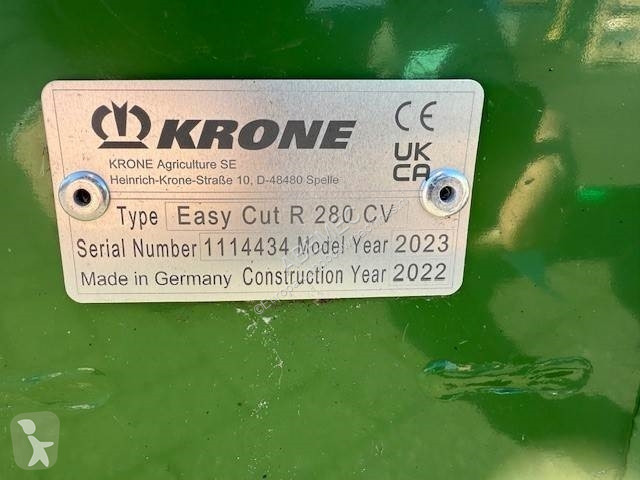 KRONE
CE
KRONE Agriculture SE
Heinrich-Krone-Straße 10, D-48480 Spelle
UK
CA
Type Easy Cut R 280 CV
Serial Number 1114434 Model Year 2023
Made in Germany Construction Year 2022